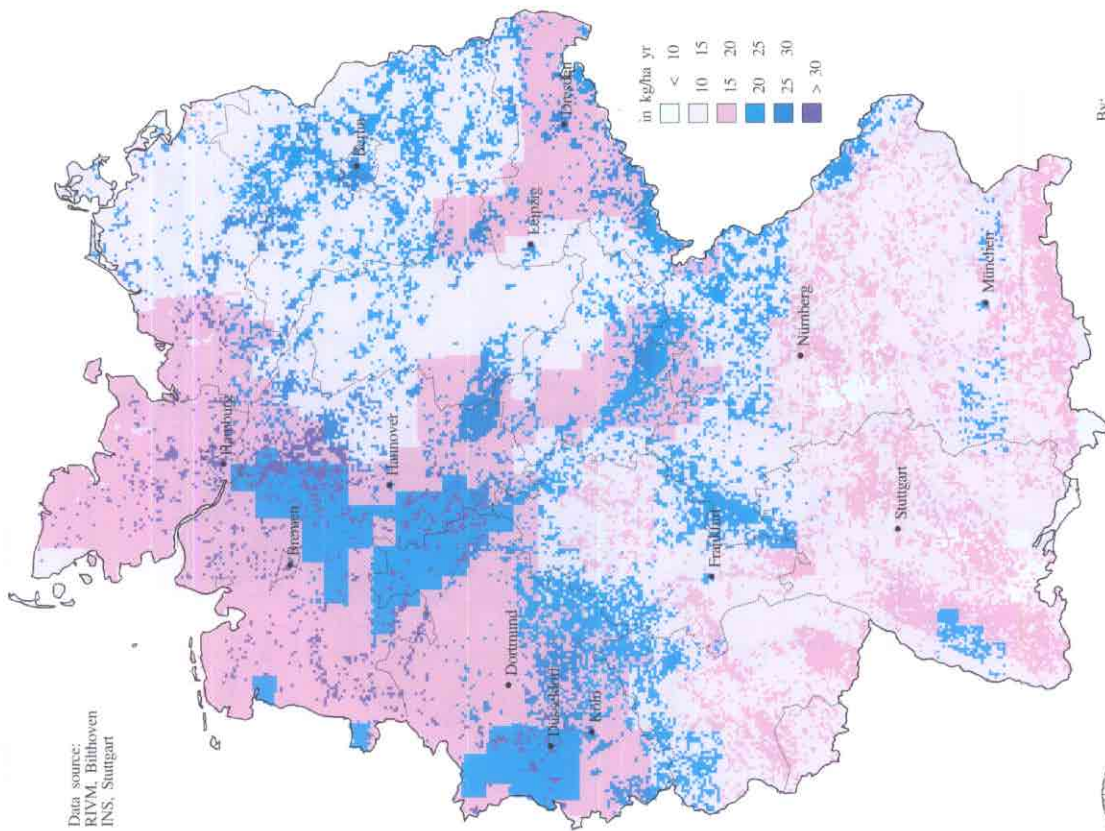 Data source:
RIVM, Bilthoven
INS, Stuttgart
Hamburg
Bremen
Berlin
Hannover
Dortmund
Düsseldorf
Köln
Leipzig
Dresden
Frankfurt
Nürnberg
Stuttgart
München
in kg/ha yr
< 10
10 15
15 20
20 25
25 30
> 30
By: